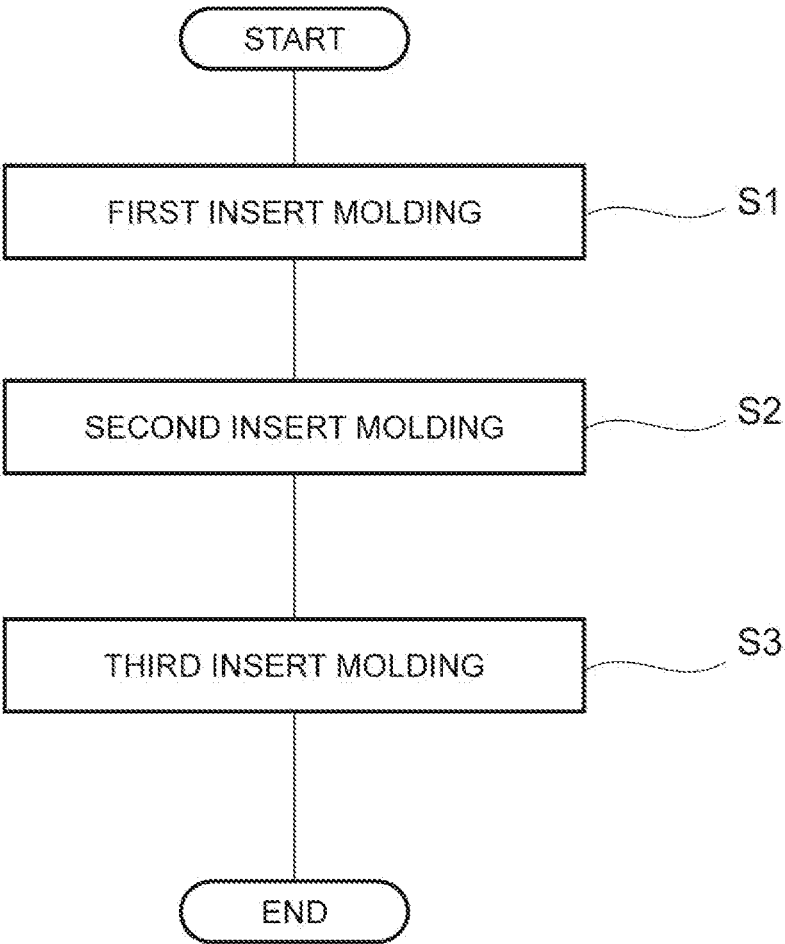 START
FIRST INSERT MOLDING
S1
SECOND INSERT MOLDING
S2
THIRD INSERT MOLDING
S3
END